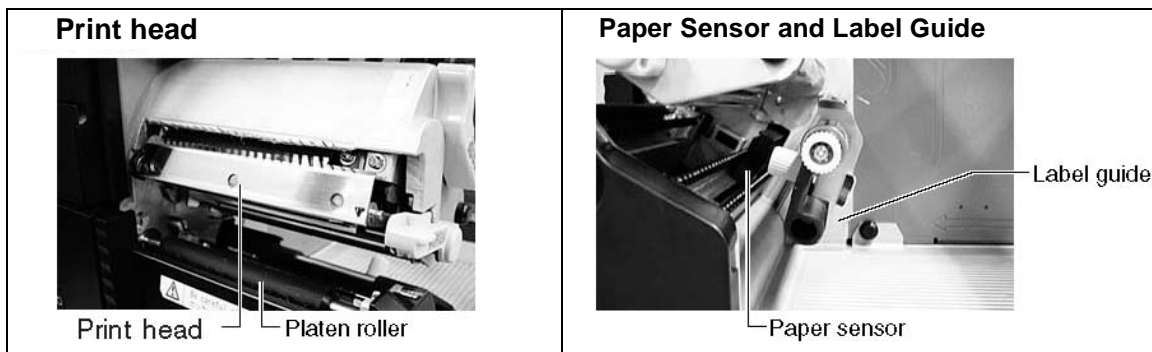 Print head
Paper Sensor and Label Guide
Label guide
Print head
Platen roller
Paper sensor